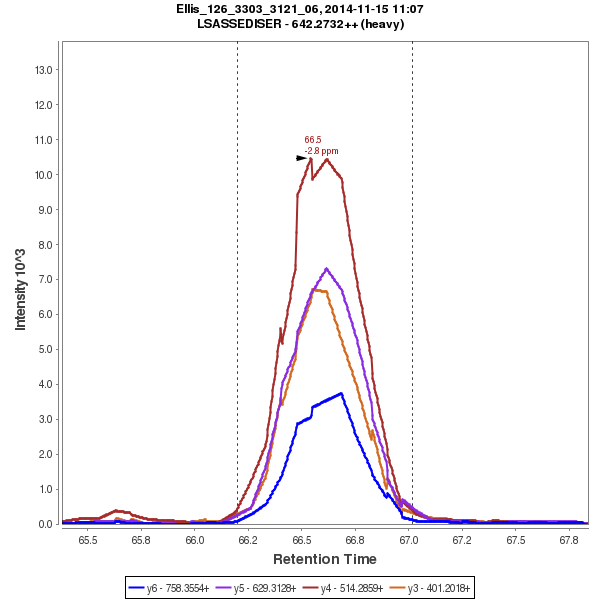 Ellis_126_3303_3121_06, 2014-11-15 11:07
LSASSEDISER - 642.2732++ (heavy)
13.0
12.0
11.0
66.5
-2.8 ppm
10.0
9.0
8.0
7.0
6.0
5.0
4.0
3.0
2.0
1.0
0.0
Intensity 10^3
65.5 65.8 66.0 66.2 66.5 66.8 67.0 67.2 67.5 67.8
Retention Time
y6 - 758.3554+ y5 - 629.3128+ y4 - 514.2859+ y3 - 401.2018+